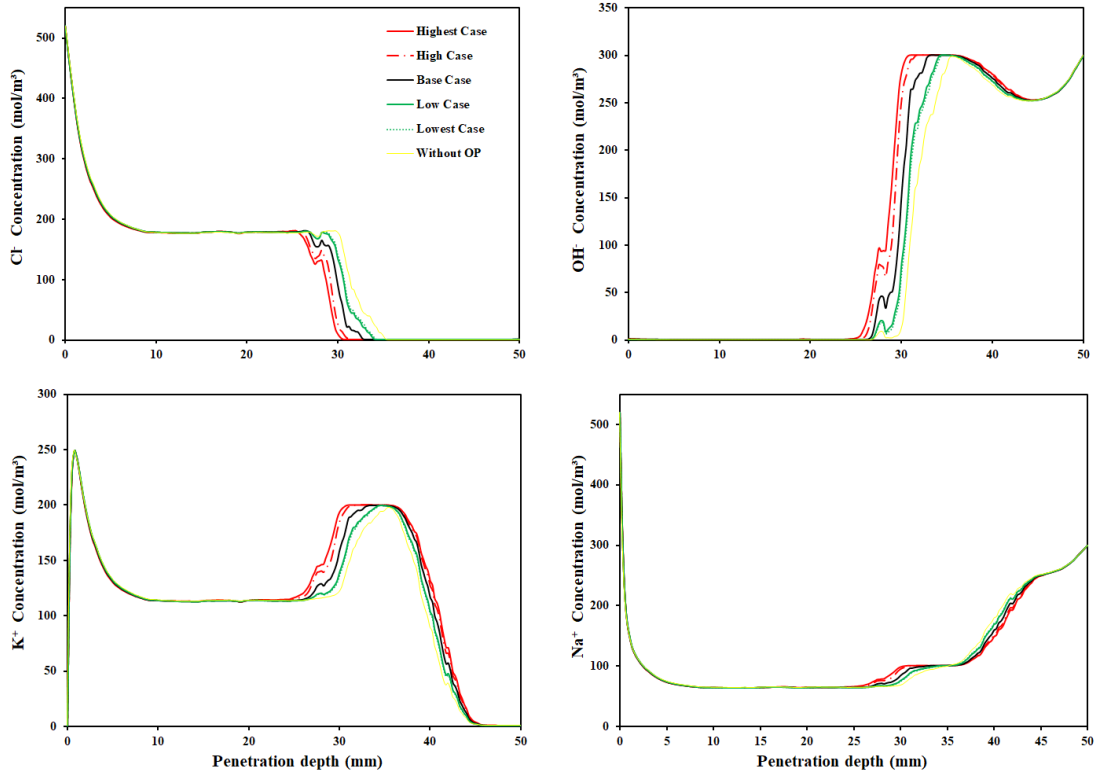 Cl⁻ Concentration (mol/m³)
500
400
300
200
100
0
0 10 20 30 40 50
Highest Case
High Case
Base Case
Low Case
Lowest Case
Without OP
OH⁻ Concentration (mol/m³)
350
300
250
200
150
100
50
0
0 10 20 30 40 50
K⁺ Concentration (mol/m³)
300
250
200
150
100
50
0
0 10 20 30 40 50
Penetration depth (mm)
Na⁺ Concentration (mol/m³)
500
400
300
200
100
0
0 5 10 15 20 25 30 35 40 45 50
Penetration depth (mm)